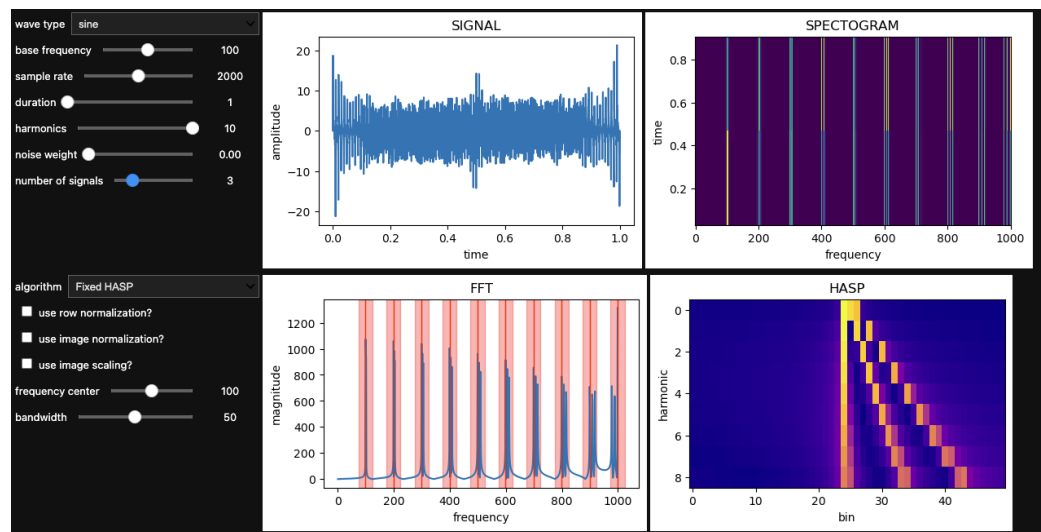 wave type sine
base frequency 100
sample rate 2000
duration 1
harmonics 10
noise weight 0.00
number of signals 3
SIGNAL
20
10
0
−10
−20
amplitude
0.0 0.2 0.4 0.6 0.8 1.0
time
SPECTOGRAM
0.8
0.6
0.4
0.2
time
0 200 400 600 800 1000
frequency
algorithm Fixed HASP
use row normalization?
use image normalization?
use image scaling?
frequency center 100
bandwidth 50
FFT
1200
1000
800
600
400
200
0
magnitude
0 200 400 600 800 1000
frequency
HASP
0
2
4
6
8
harmonic
0 10 20 30 40
bin